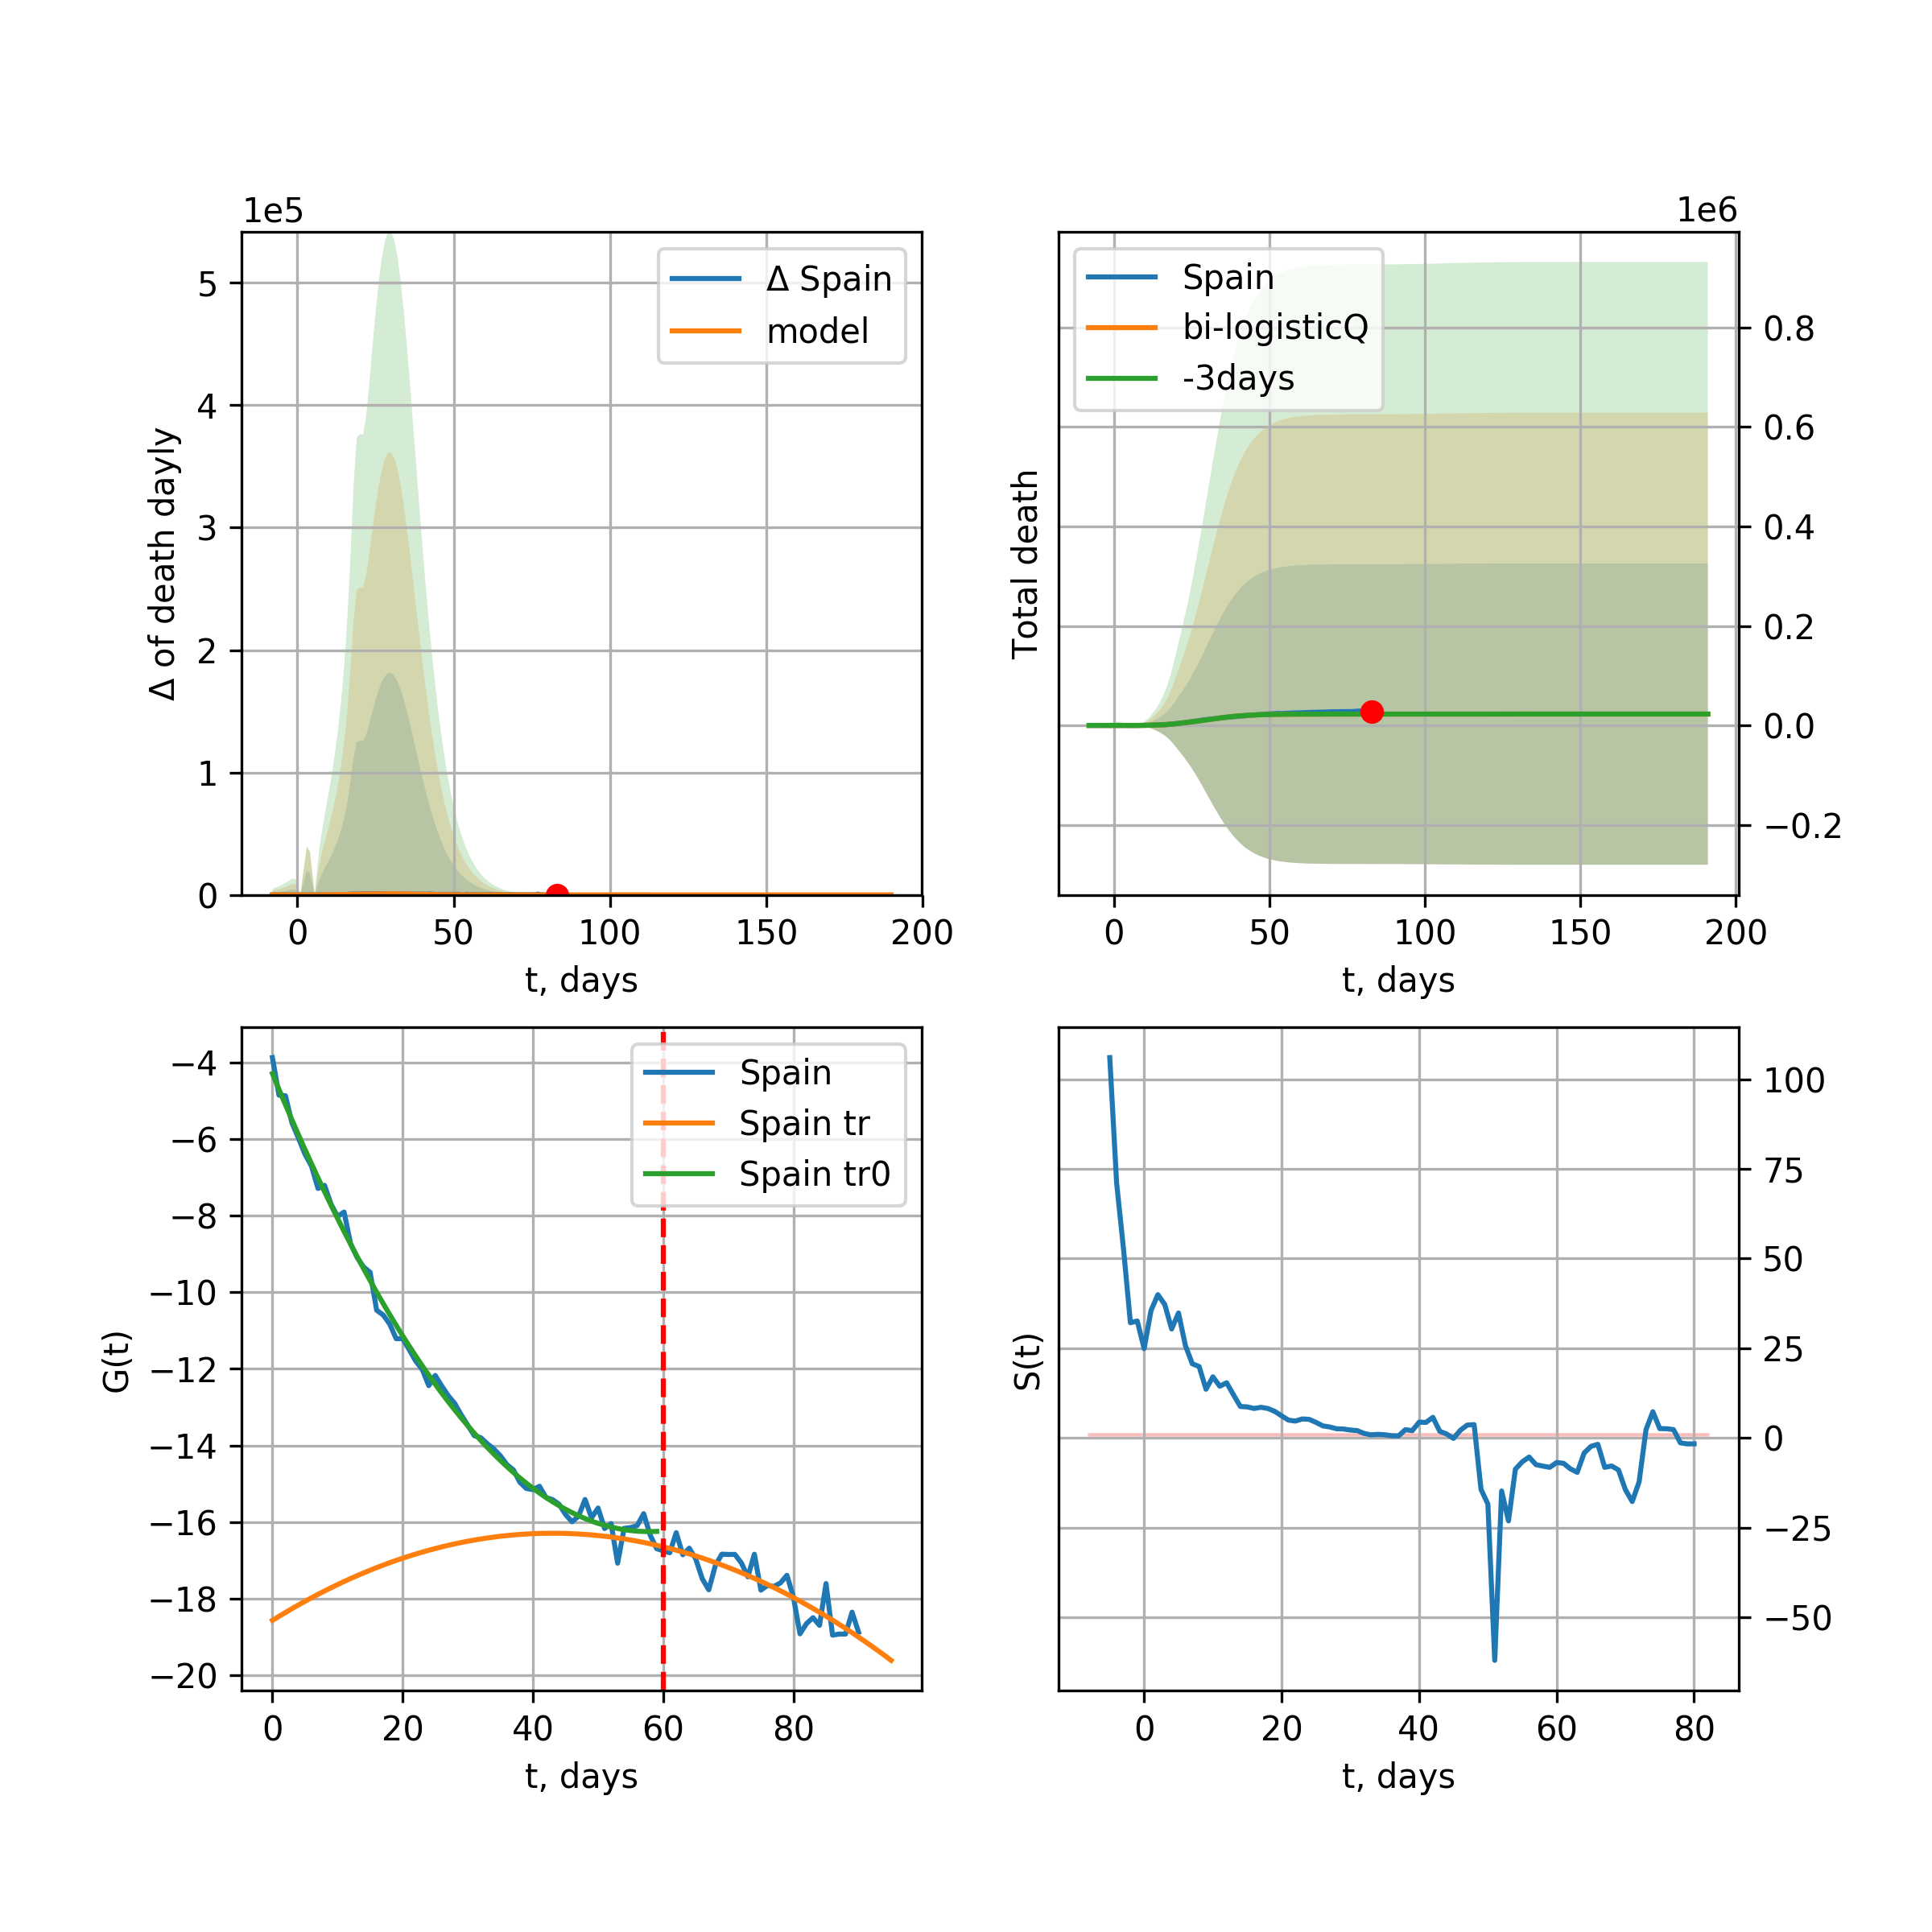 1e5
Δ of death dayly
5
4
3
2
1
0
Δ Spain
model
0
50
100
150
200
t, days
1e6
Total death
Spain
bi-logisticQ
-3days
0.8
0.6
0.4
0.2
0.0
−0.2
0
50
100
150
200
t, days
G(t)
−4
−6
−8
−10
−12
−14
−16
−18
−20
Spain
Spain tr
Spain tr0
0
20
40
60
80
t, days
S(t)
100
75
50
25
0
−25
−50
0
20
40
60
80
t, days